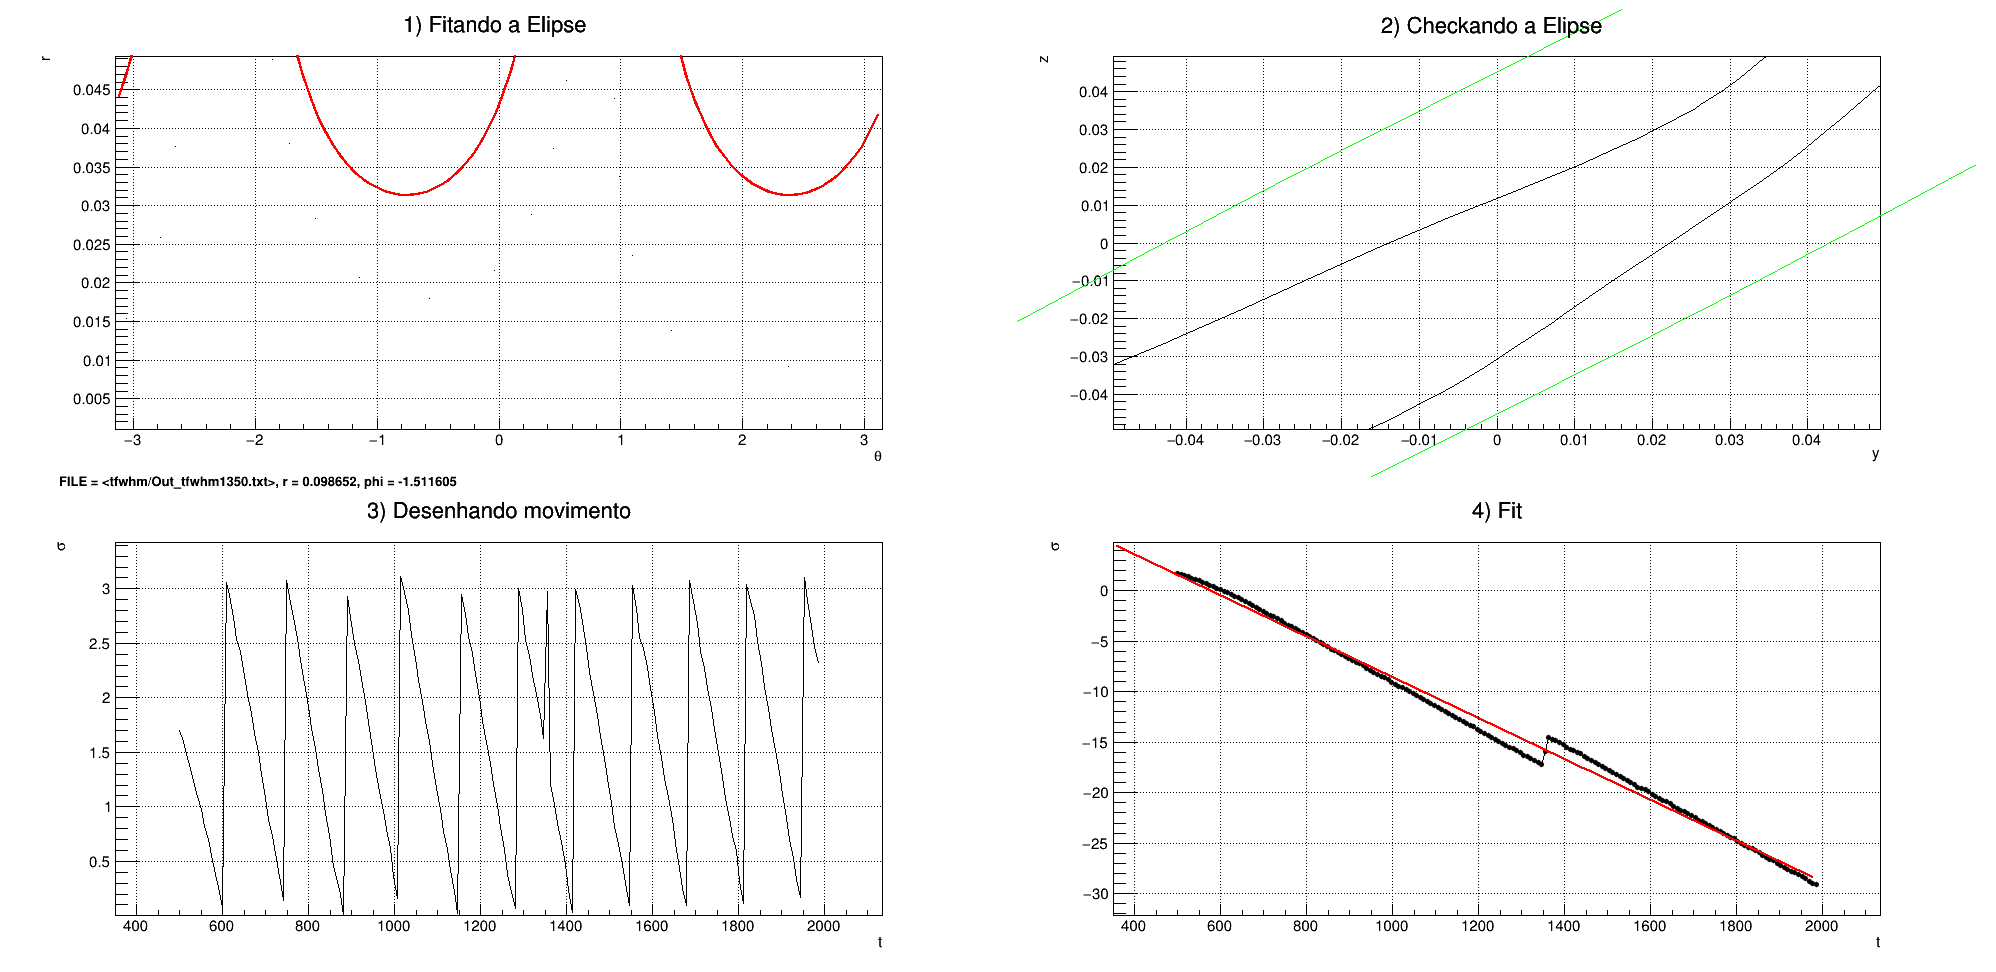 1) Fitando a Elipse
r
0.045
0.04
0.035
0.03
0.025
0.02
0.015
0.01
0.005
−3 −2 −1 0 1 2 3
θ
2) Checkando a Elipse
z
0.04
0.03
0.02
0.01
0
−0.01
−0.02
−0.03
−0.04
−0.04 −0.03 −0.02 −0.01 0 0.01 0.02 0.03 0.04
y
FILE = <tfwhm/Out_tfwhm1350.txt>, r = 0.098652, phi = -1.511605
3) Desenhando movimento
σ
3
2.5
2
1.5
1
0.5
400 600 800 1000 1200 1400 1600 1800 2000
t
4) Fit
σ
0
−5
−10
−15
−20
−25
−30
400 600 800 1000 1200 1400 1600 1800 2000
t